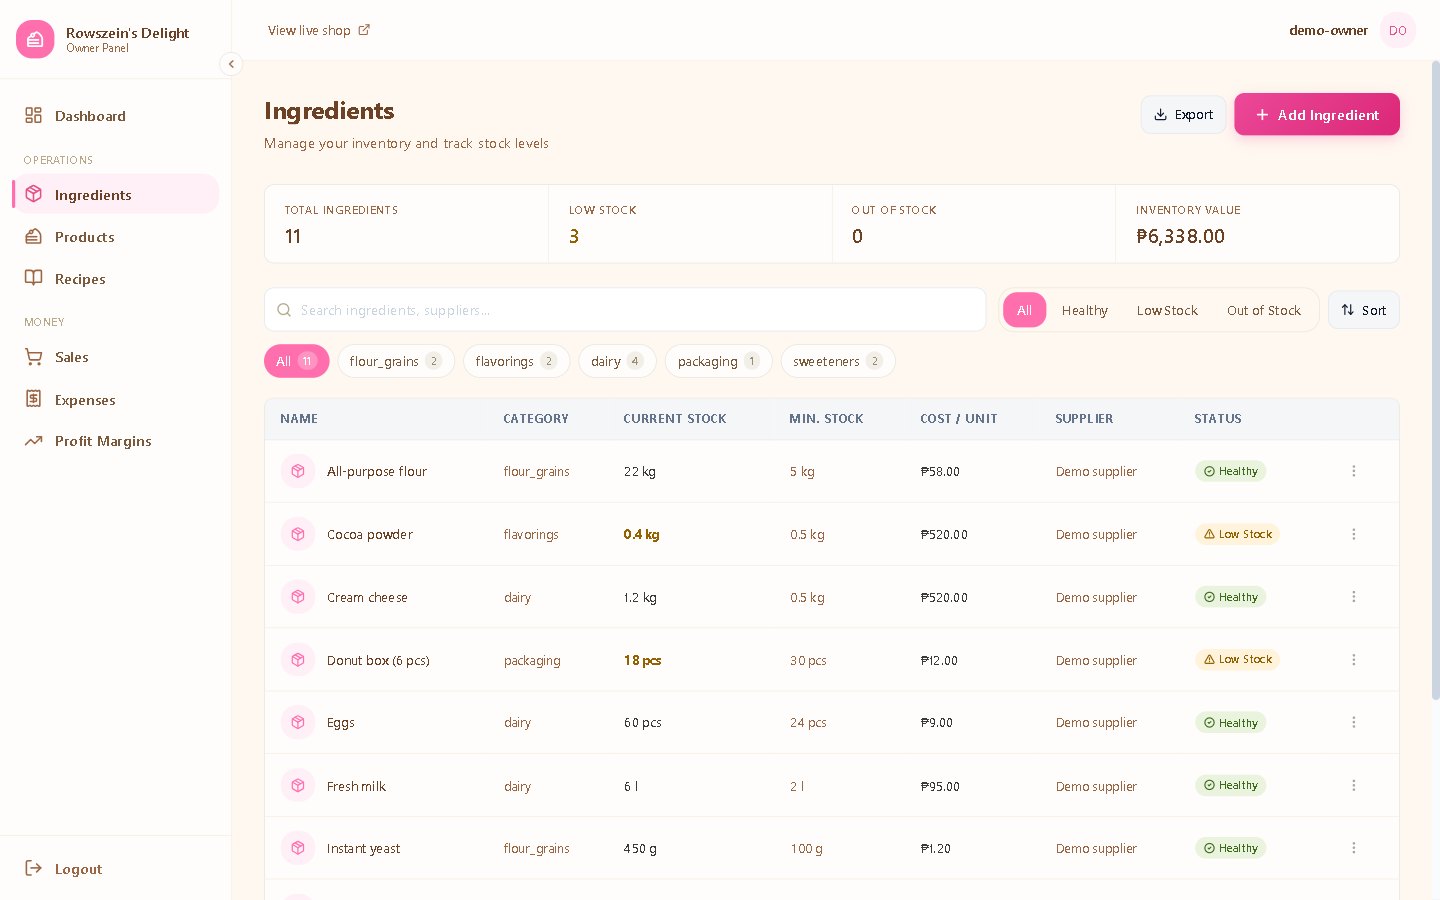 Rowszein's Delight
Owner Panel
View live shop
demo-owner DO
Dashboard
OPERATIONS
Ingredients
Products
Recipes
MONEY
Sales
Expenses
Profit Margins
Logout
Ingredients
Manage your inventory and track stock levels
Export
Add Ingredient
TOTAL INGREDIENTS
11
LOW STOCK
3
OUT OF STOCK
0
INVENTORY VALUE
₱6,338.00
Search ingredients, suppliers...
All Healthy Low Stock Out of Stock Sort
All 11 flour_grains 2 flavorings 2 dairy 4 packaging 1 sweeteners 2
NAME CATEGORY CURRENT STOCK MIN. STOCK COST / UNIT SUPPLIER STATUS
All-purpose flour flour_grains 22 kg 5 kg ₱58.00 Demo supplier Healthy
Cocoa powder flavorings 0.4 kg 0.5 kg ₱520.00 Demo supplier Low Stock
Cream cheese dairy 1.2 kg 0.5 kg ₱520.00 Demo supplier Healthy
Donut box (6 pcs) packaging 18 pcs 30 pcs ₱12.00 Demo supplier Low Stock
Eggs dairy 60 pcs 24 pcs ₱9.00 Demo supplier Healthy
Fresh milk dairy 6 l 2 l ₱95.00 Demo supplier Healthy
Instant yeast flour_grains 450 g 100 g ₱1.20 Demo supplier Healthy